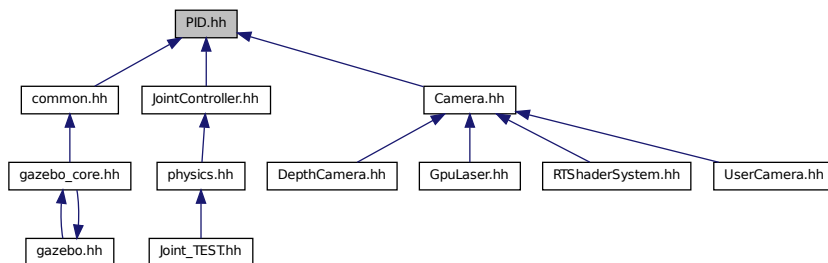 PID.hh
common.hh
JointController.hh
Camera.hh
gazebo_core.hh
physics.hh
DepthCamera.hh
GpuLaser.hh
RTShaderSystem.hh
UserCamera.hh
gazebo.hh
Joint_TEST.hh